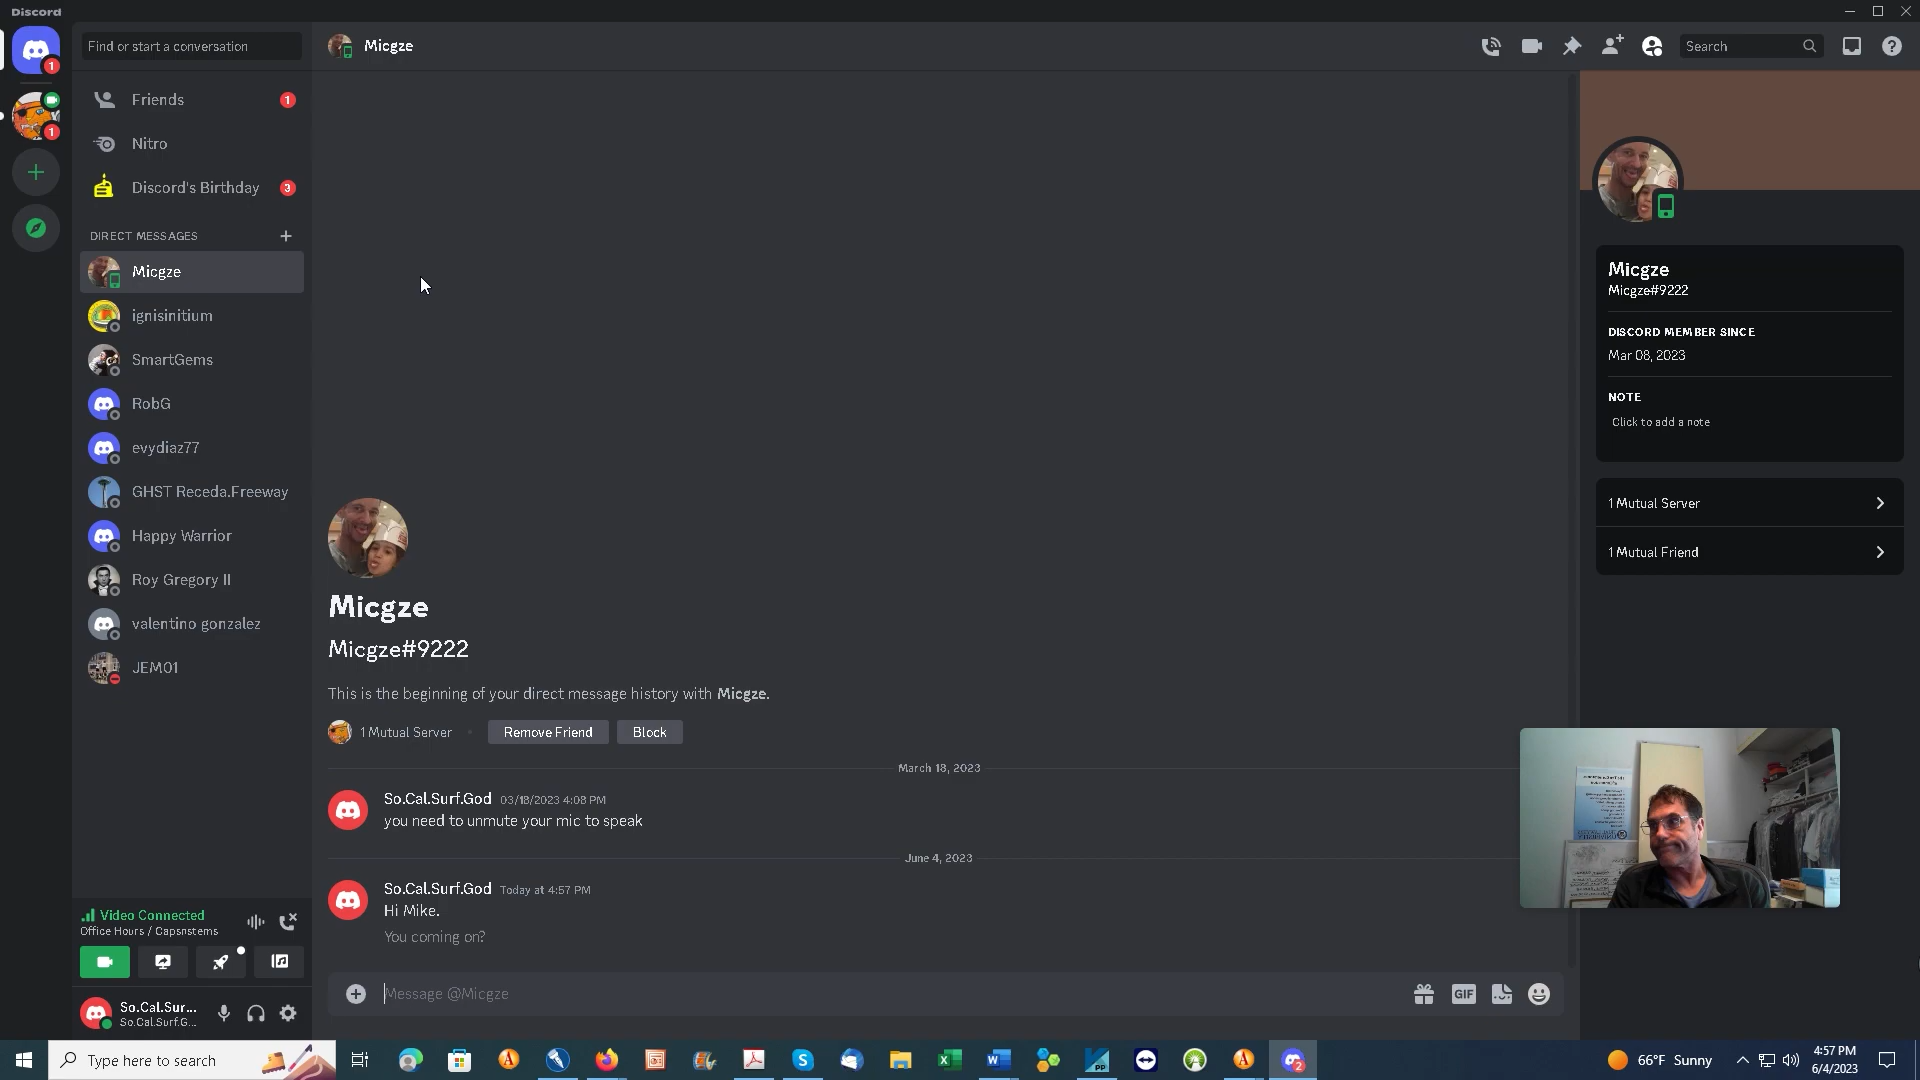 Discord
Find or start a conversation
Micgze
Search
1
Friends
1
1
Nitro
Discord's Birthday
3
DIRECT MESSAGES
Micgze
ignisinitium
SmartGems
RobG
evydiaz77
GHST Receda.Freeway
Happy Warrior
Roy Gregory II
valentino gonzalez
JEM01
Video Connected
Office Hours / Capsnstems
So.Cal.Sur...
So.Cal.Surf.G...
Micgze
Micgze#9222
This is the beginning of your direct message history with Micgze.
1 Mutual Server
Remove Friend
Block
March 18, 2023
So.Cal.Surf.God 03/18/2023 4:08 PM
you need to unmute your mic to speak
June 4, 2023
So.Cal.Surf.God Today at 4:57 PM
Hi Mike.
You coming on?
Message @Micgze
GIF
Micgze
Micgze#9222
DISCORD MEMBER SINCE
Mar 08, 2023
NOTE
Click to add a note
1 Mutual Server
1 Mutual Friend
Type here to search
PP
2
66°F Sunny
4:57 PM
6/4/2023